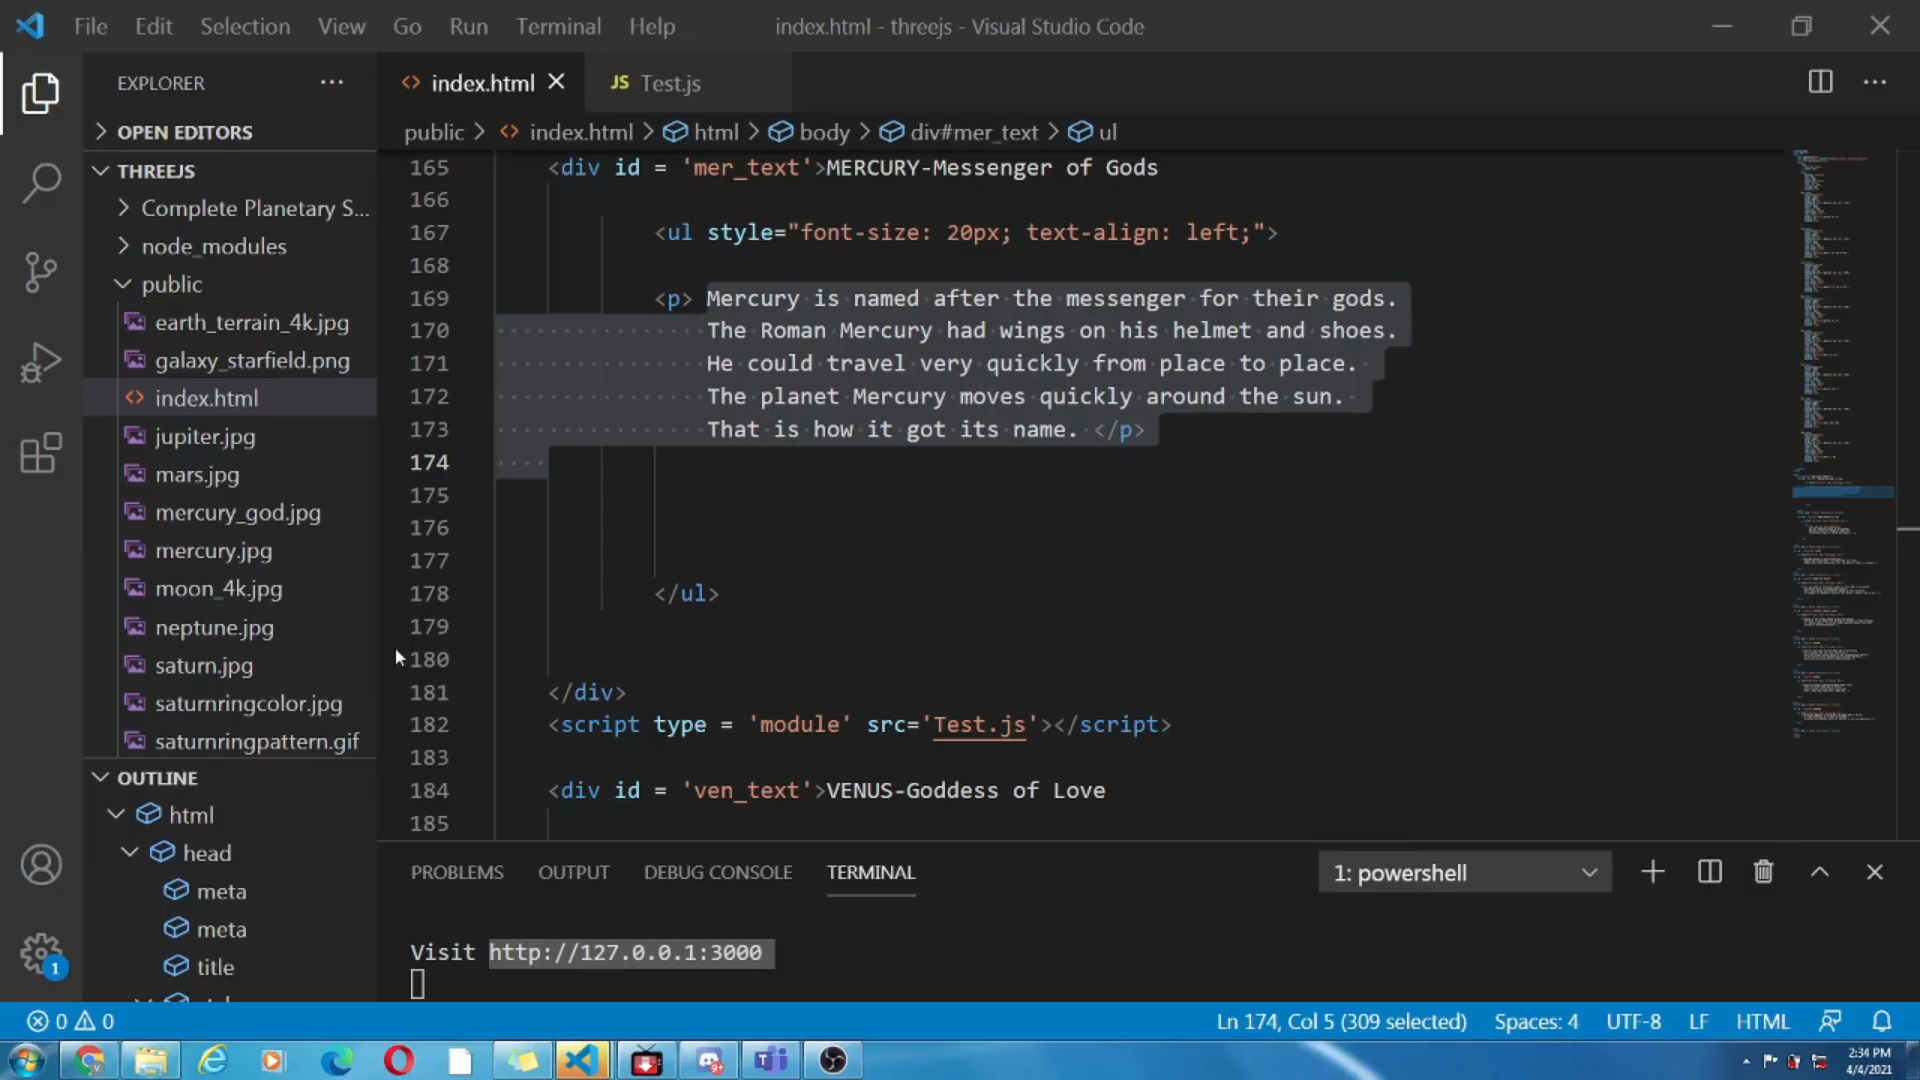 File Edit Selection View Go Run Terminal Help index.html - threejs - Visual Studio Code
EXPLORER ...
OPEN EDITORS
THREEJS
Complete Planetary S...
node_modules
public
earth_terrain_4k.jpg
galaxy_starfield.png
index.html
jupiter.jpg
mars.jpg
mercury_god.jpg
mercury.jpg
moon_4k.jpg
neptune.jpg
saturn.jpg
saturnringcolor.jpg
saturnringpattern.gif
OUTLINE
html
head
meta
meta
title
index.html JS Test.js
public > index.html > html > body > div#mer_text > ul
165 <div id = 'mer_text'>MERCURY-Messenger of Gods
166
167 <ul style="font-size: 20px; text-align: left;">
168
169 <p> Mercury is named after the messenger for their gods.
170 The Roman Mercury had wings on his helmet and shoes.
171 He could travel very quickly from place to place.
172 The planet Mercury moves quickly around the sun.
173 That is how it got its name. </p>
174
175
176
177
178 </ul>
179
180
181 </div>
182 <script type = 'module' src='Test.js'></script>
183
184 <div id = 'ven_text'>VENUS-Goddess of Love
185
PROBLEMS OUTPUT DEBUG CONSOLE TERMINAL 1: powershell
Visit http://127.0.0.1:3000
1
0 0 Ln 174, Col 5 (309 selected) Spaces: 4 UTF-8 LF HTML
2:34 PM
4/4/2021